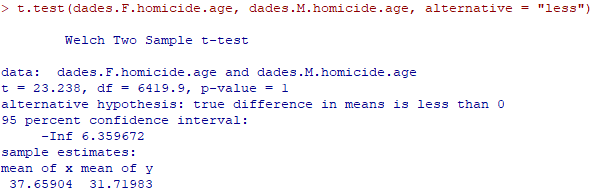 > t.test(dades.F.homicide.age, dades.M.homicide.age, alternative = "less")
Welch Two Sample t-test
data:  dades.F.homicide.age and dades.M.homicide.age
t = 23.238, df = 6419.9, p-value = 1
alternative hypothesis: true difference in means is less than 0
95 percent confidence interval:
-Inf 6.359672
sample estimates:
mean of x mean of y
37.65904  31.71983